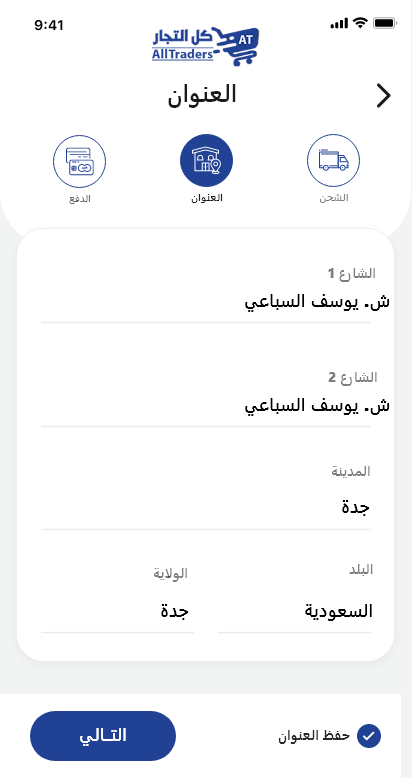 9:41
كل التجار
AT
AllTraders
العنوان
الشحن
العنوان
الدفع
الشارع 1
ش. يوسف السباعي
الشارع 2
ش. يوسف السباعي
المدينة
جدة
البلد
الولاية
السعودية
جدة
حفظ العنوان
التـالي